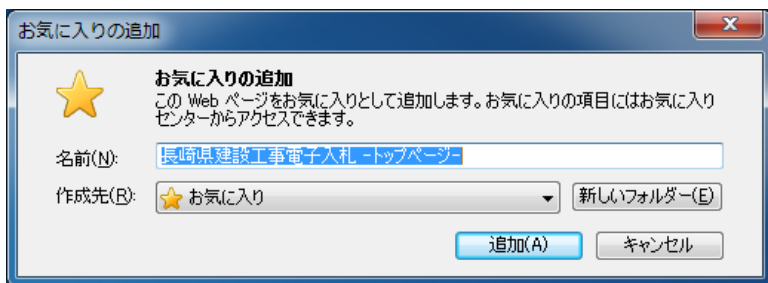 お気に入りの追加
お気に入りの追加
この Web ページをお気に入りとして追加します。お気に入りの項目にはお気に入り
センターからアクセスできます。
名前(N): 長崎県建設工事電子入札 -トップページ-
作成先(R): お気に入り 新しいフォルダー(E)
追加(A) キャンセル